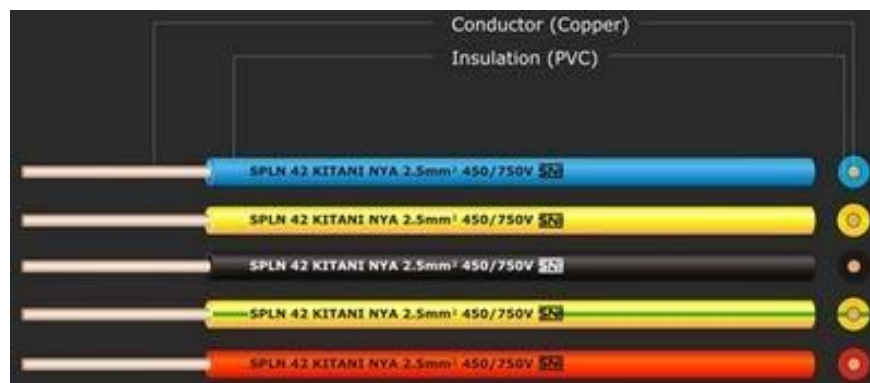 Conductor (Copper)
Insulation (PVC)
SPLN 42 KITANI NYA 2.5mm² 450/750V SNI
SPLN 42 KITANI NYA 2.5mm² 450/750V SNI
SPLN 42 KITANI NYA 2.5mm² 450/750V SNI
SPLN 42 KITANI NYA 2.5mm² 450/750V SNI
SPLN 42 KITANI NYA 2.5mm² 450/750V SNI